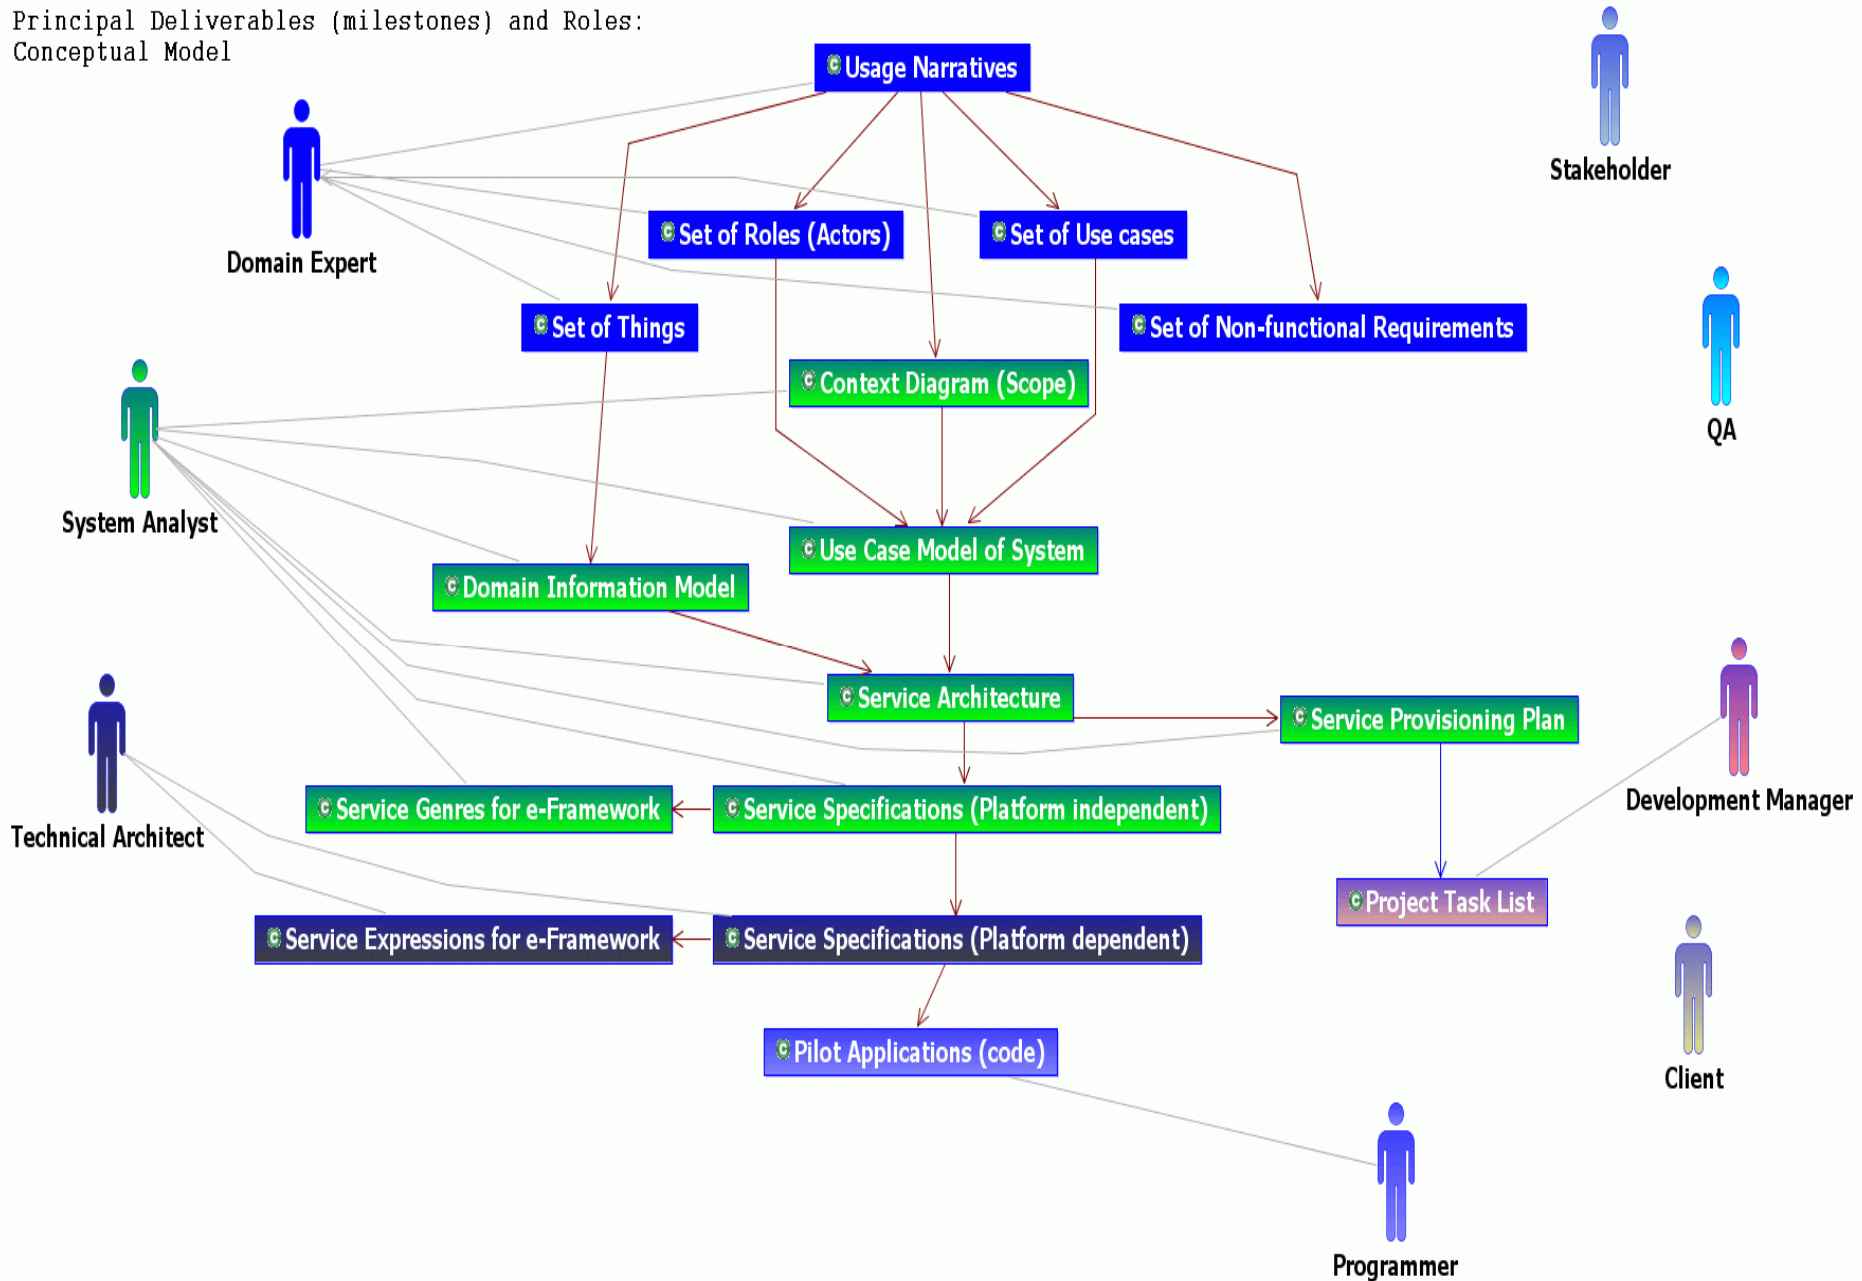 Principal Deliverables (milestones) and Roles:
Conceptual Model
Usage Narratives
Stakeholder
Domain Expert
Set of Roles (Actors)
Set of Use cases
Set of Things
Set of Non-functional Requirements
Context Diagram (Scope)
QA
System Analyst
Use Case Model of System
Domain Information Model
Service Architecture
Service Provisioning Plan
Development Manager
Technical Architect
Service Genres for e-Framework
Service Specifications (Platform independent)
Project Task List
Service Expressions for e-Framework
Service Specifications (Platform dependent)
Pilot Applications (code)
Client
Programmer